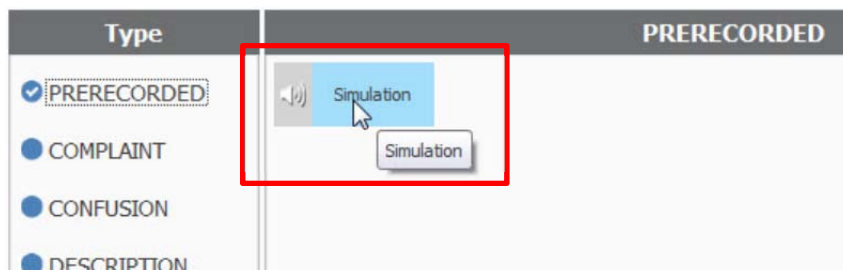 Type
PRERECORDED
PRERECORDED
Simulation
Simulation
COMPLAINT
CONFUSION
DESCRIPTION